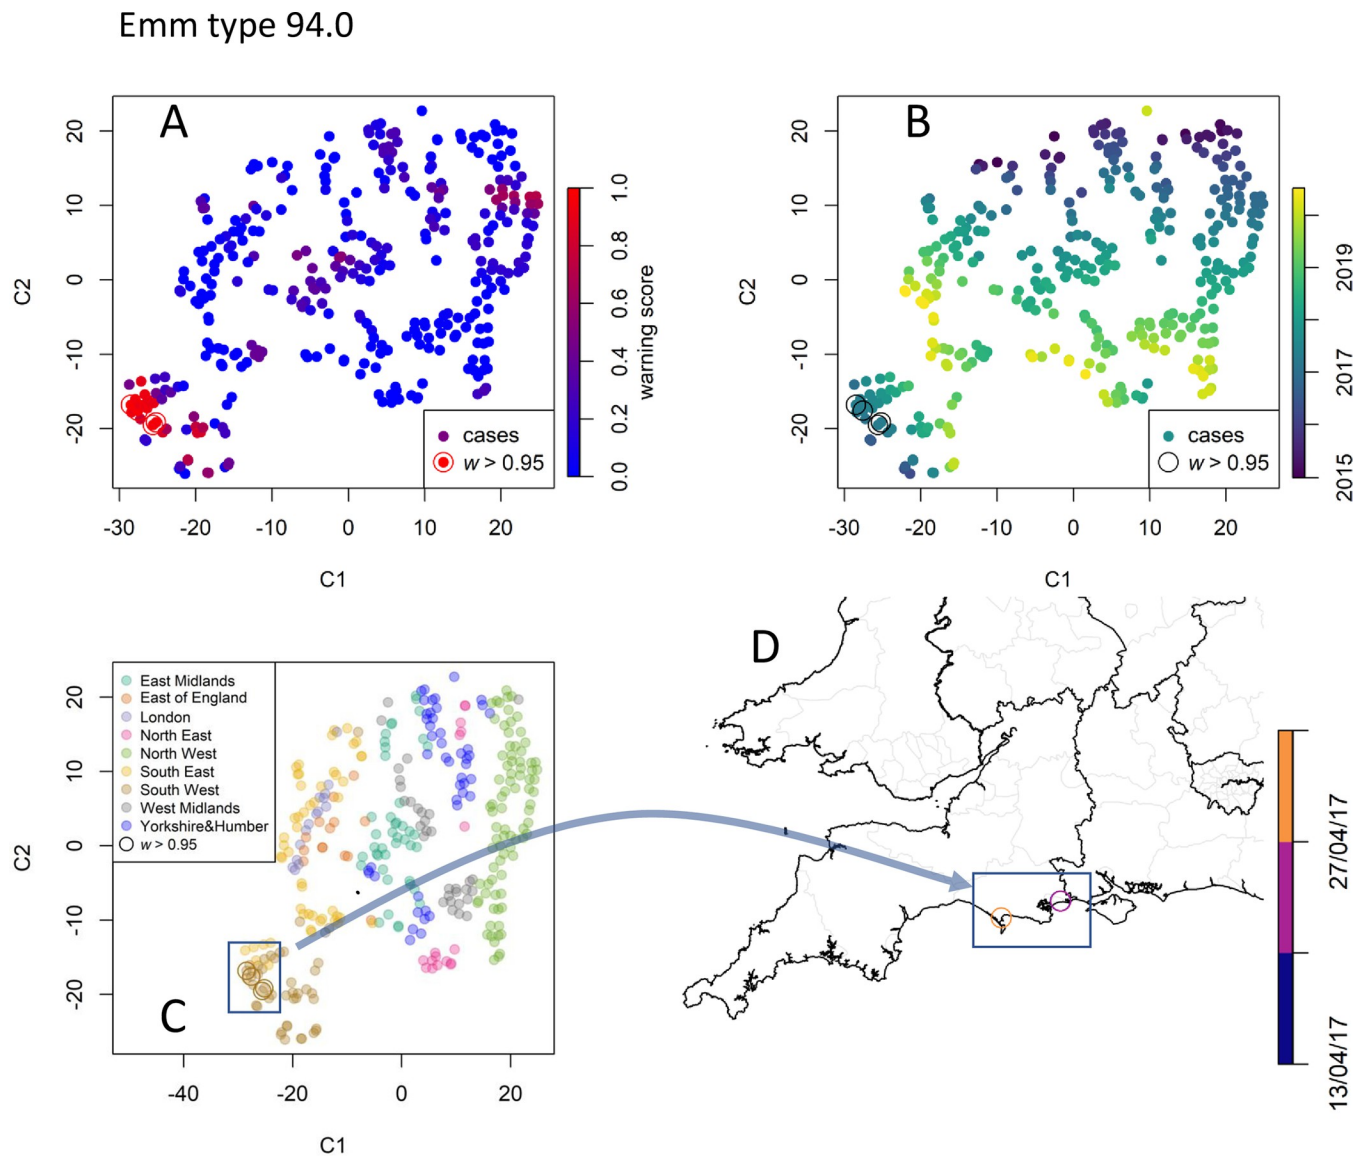 Emm type 94.0
A
20
10
0
-10
-20
C2
-30
-20
-10
0
10
20
C1
cases
w > 0.95
0.0
0.2
0.4
0.6
0.8
1.0
warning score
B
20
10
0
-10
-20
C2
-30
-20
-10
0
10
20
C1
cases
w > 0.95
2015
2017
2019
C
East Midlands
East of England
London
North East
North West
South East
South West
West Midlands
Yorkshire&Humber
w > 0.95
20
10
0
-10
-20
C2
-40
-20
0
20
C1
D
13/04/17
27/04/17